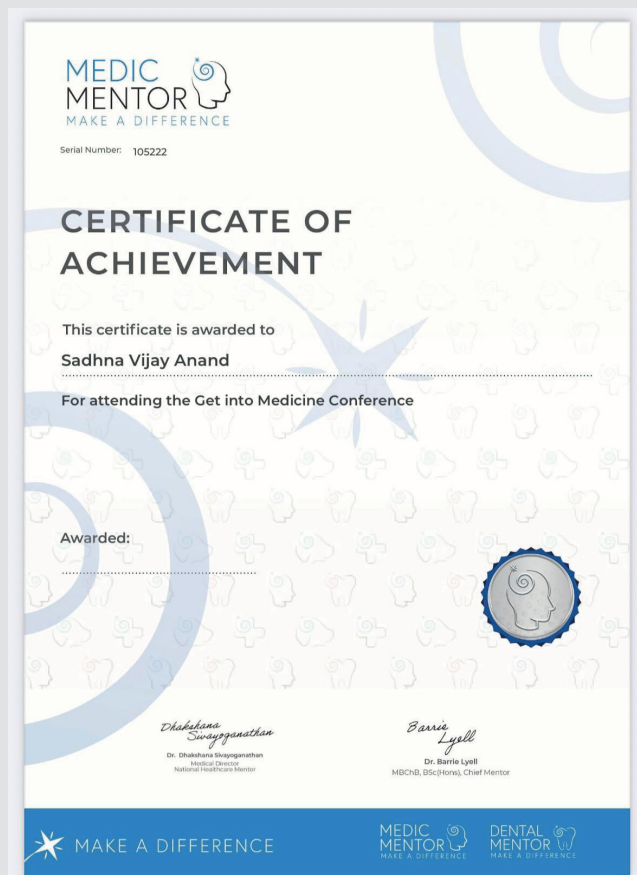 MEDIC
MENTOR
MAKE A DIFFERENCE
Serial Number: 105222
CERTIFICATE OF
ACHIEVEMENT
This certificate is awarded to
Sadhna Vijay Anand
For attending the Get into Medicine Conference
Awarded:
Dhakshana
Sivayoganathan
Dr. Dhakshana Sivayoganathan
Medical Director
National Healthcare Mentor
Barrie
Lyell
Dr. Barrie Lyell
MBChB, BSc(Hons), Chief Mentor
MAKE A DIFFERENCE
MEDIC
MENTOR
MAKE A DIFFERENCE
DENTAL
MENTOR
MAKE A DIFFERENCE